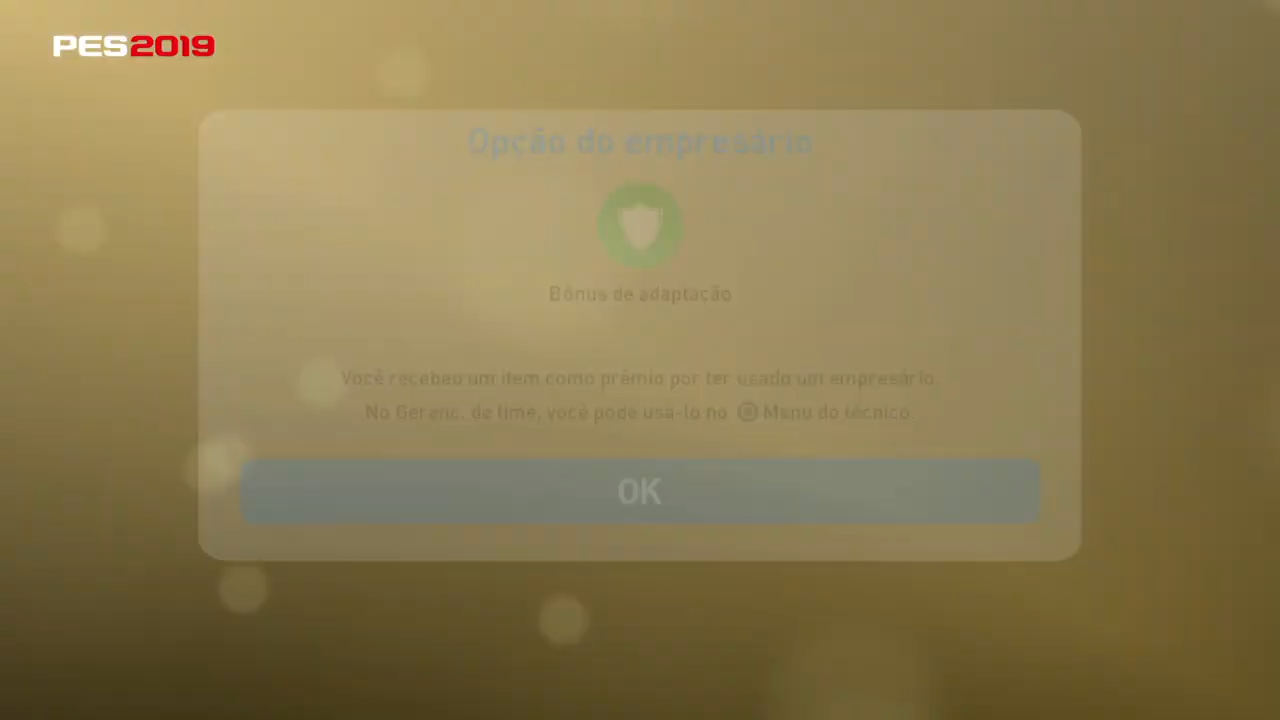 PES2019
Opção do empresário
Bônus de adaptação
Você recebeu um item como prêmio por ter usado um empresário.
No Gerenc. de time, você pode usá-lo no Menu do técnico.
OK